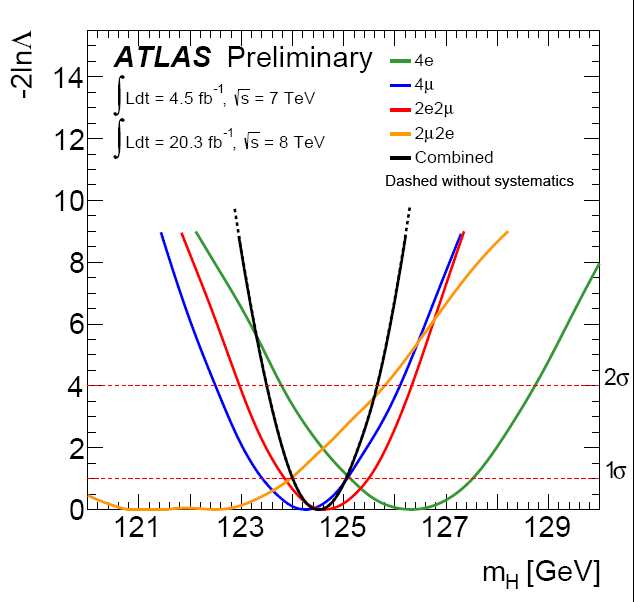 -2lnΛ
ATLAS Preliminary
∫Ldt = 4.5 fb⁻¹, √s = 7 TeV
∫Ldt = 20.3 fb⁻¹, √s = 8 TeV
4e
4μ
2e2μ
2μ2e
Combined
Dashed without systematics
14
12
10
8
6
4
2
0
2σ
1σ
121 123 125 127 129
m_H [GeV]